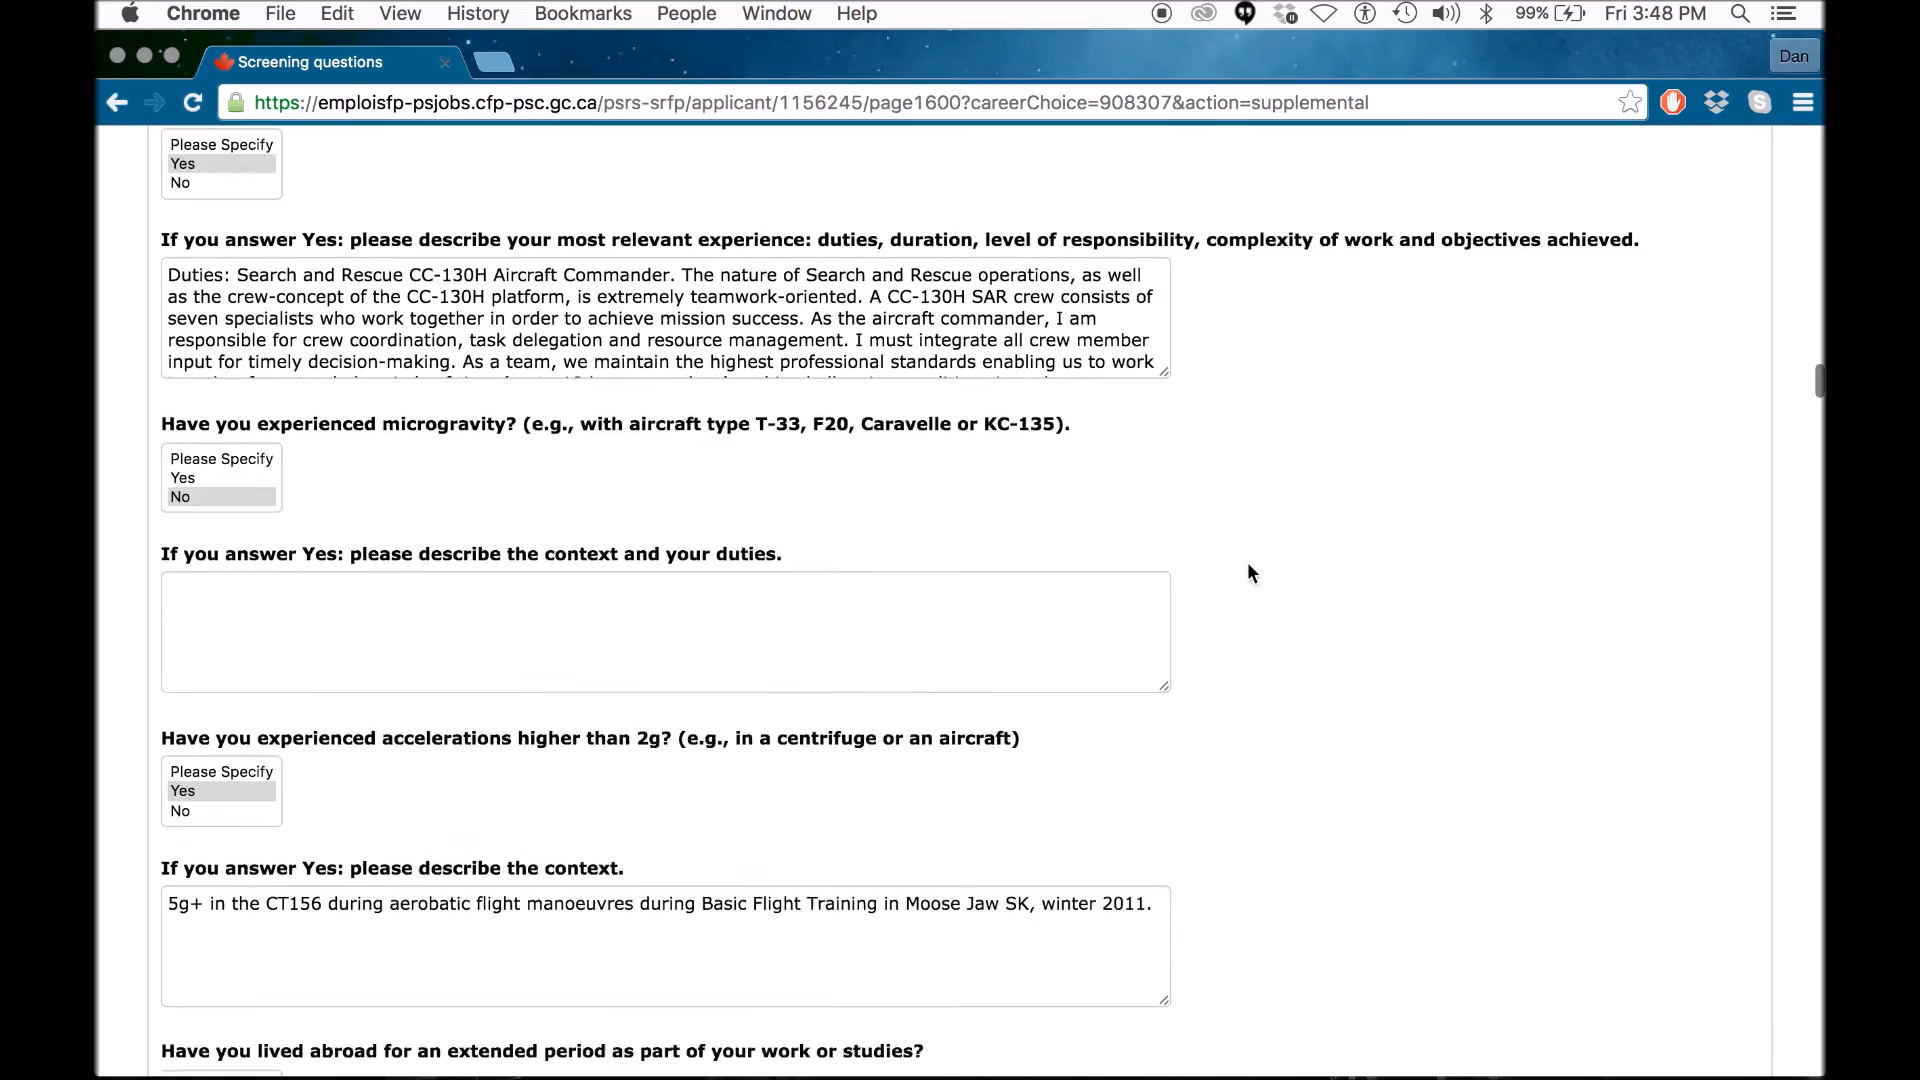 Chrome File Edit View History Bookmarks People Window Help 99% Fri 3:48 PM
Screening questions Dan
https://emploisfp-psjobs.cfp-psc.gc.ca/psrs-srfp/applicant/1156245/page1600?careerChoice=908307&action=supplemental
Please Specify
Yes
No
If you answer Yes: please describe your most relevant experience: duties, duration, level of responsibility, complexity of work and objectives achieved.
Duties: Search and Rescue CC-130H Aircraft Commander. The nature of Search and Rescue operations, as well
as the crew-concept of the CC-130H platform, is extremely teamwork-oriented. A CC-130H SAR crew consists of
seven specialists who work together in order to achieve mission success. As the aircraft commander, I am
responsible for crew coordination, task delegation and resource management. I must integrate all crew member
input for timely decision-making. As a team, we maintain the highest professional standards enabling us to work
Have you experienced microgravity? (e.g., with aircraft type T-33, F20, Caravelle or KC-135).
Please Specify
Yes
No
If you answer Yes: please describe the context and your duties.
Have you experienced accelerations higher than 2g? (e.g., in a centrifuge or an aircraft)
Please Specify
Yes
No
If you answer Yes: please describe the context.
5g+ in the CT156 during aerobatic flight manoeuvres during Basic Flight Training in Moose Jaw SK, winter 2011.
Have you lived abroad for an extended period as part of your work or studies?